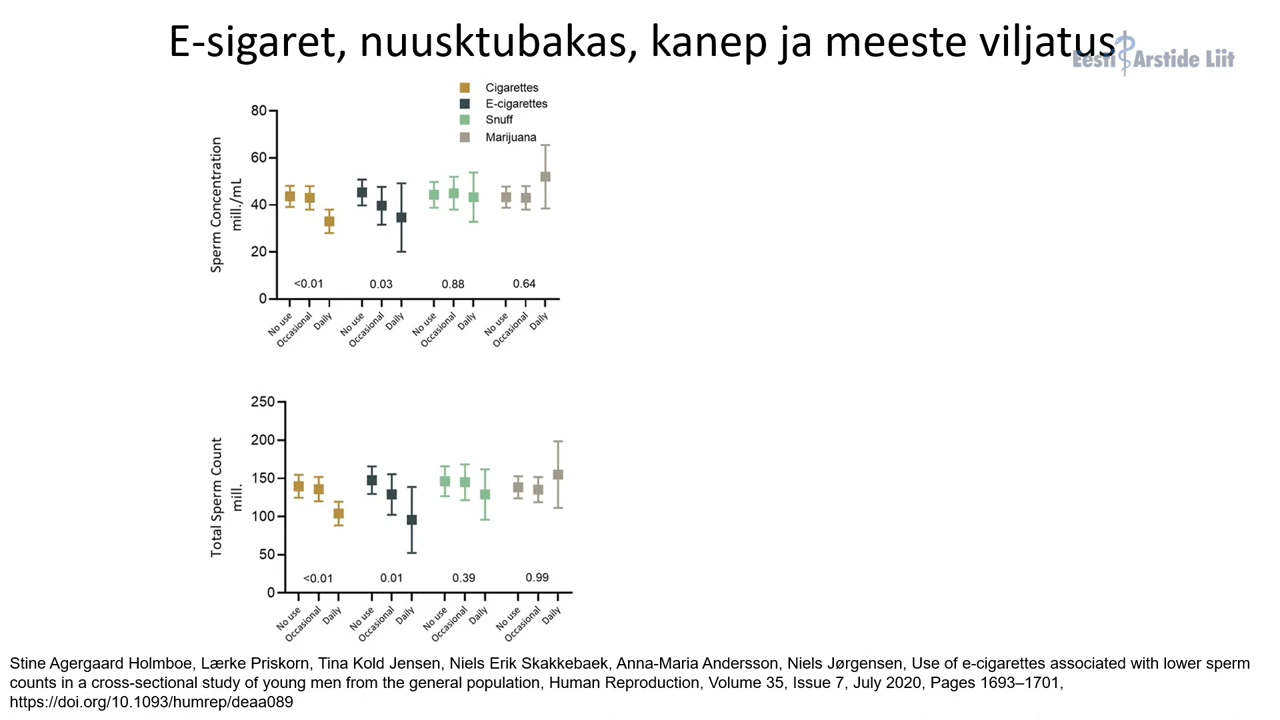 E-sigaret, nuusktubakas, kanep ja meeste viljatus
Eesti Arstide Liit
Cigarettes
E-cigarettes
Snuff
Marijuana
Sperm Concentration
mill./mL
80
60
40
20
0
<0.01 0.03 0.88 0.64
No use Occasional Daily No use Occasional Daily No use Occasional Daily No use Occasional Daily
Total Sperm Count
mill.
250
200
150
100
50
0
<0.01 0.01 0.39 0.99
No use Occasional Daily No use Occasional Daily No use Occasional Daily No use Occasional Daily
Stine Agergaard Holmboe, Lærke Priskorn, Tina Kold Jensen, Niels Erik Skakkebaek, Anna-Maria Andersson, Niels Jørgensen, Use of e-cigarettes associated with lower sperm
counts in a cross-sectional study of young men from the general population, Human Reproduction, Volume 35, Issue 7, July 2020, Pages 1693–1701,
https://doi.org/10.1093/humrep/deaa089